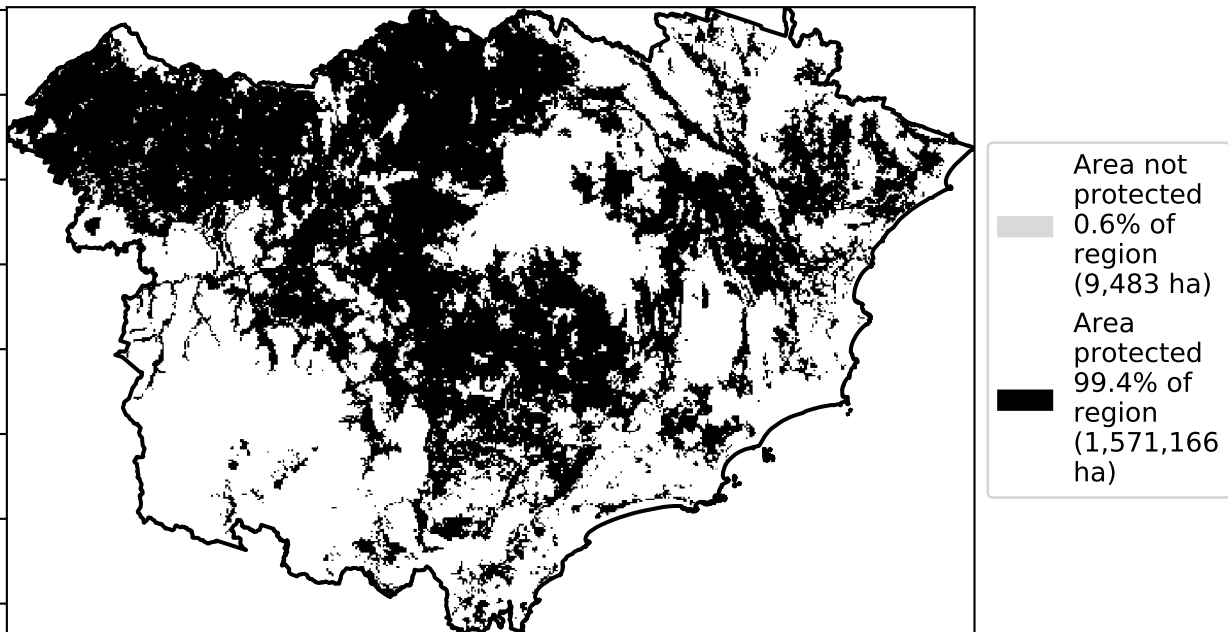 Area not
protected
0.6% of
region
(9,483 ha)
Area
protected
99.4% of
region
(1,571,166
ha)